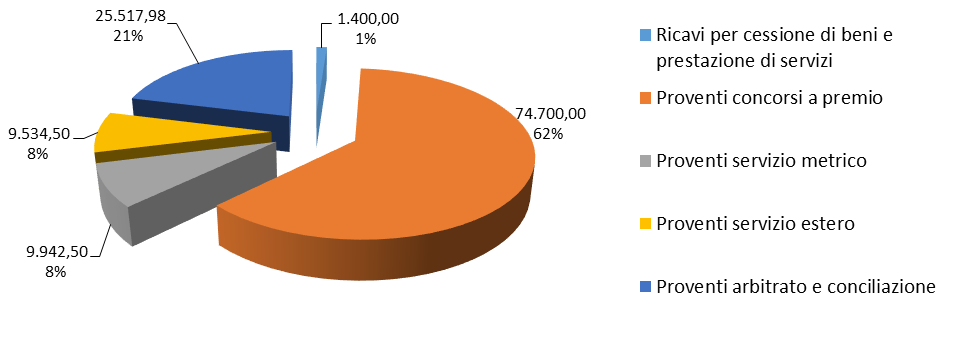 25.517,98
21%
1.400,00
1%
74.700,00
62%
9.534,50
8%
9.942,50
8%
Ricavi per cessione di beni e
prestazione di servizi
Proventi concorsi a premio
Proventi servizio metrico
Proventi servizio estero
Proventi arbitrato e conciliazione